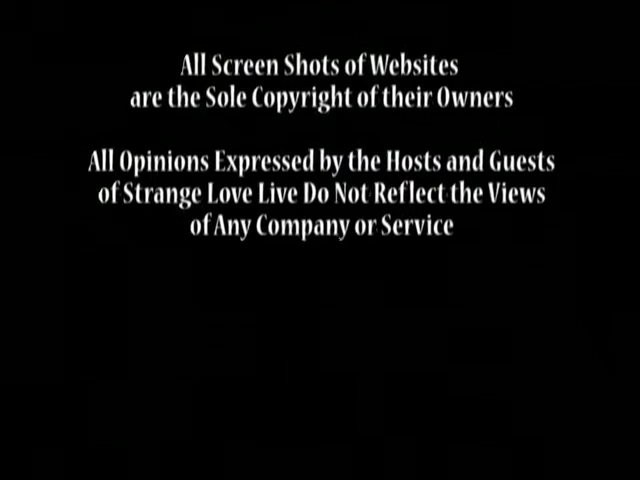 All Screen Shots of Websites
are the Sole Copyright of their Owners
All Opinions Expressed by the Hosts and Guests
of Strange Love Live Do Not Reflect the Views
of Any Company or Service